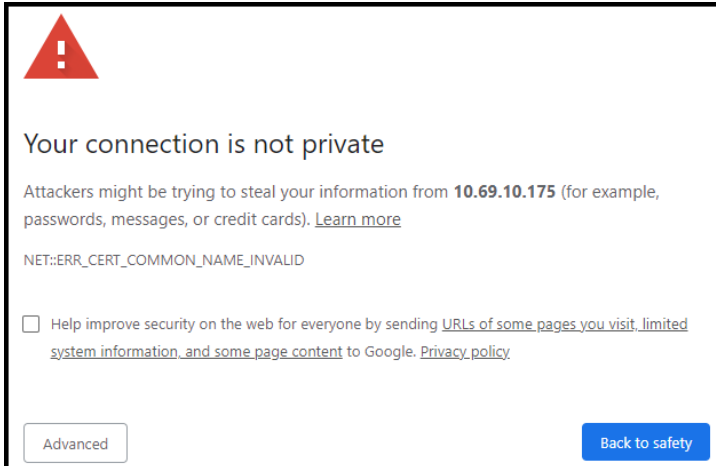 Your connection is not private
Attackers might be trying to steal your information from 10.69.10.175 (for example,
passwords, messages, or credit cards). Learn more
NET::ERR_CERT_COMMON_NAME_INVALID
Help improve security on the web for everyone by sending URLs of some pages you visit, limited
system information, and some page content to Google. Privacy policy
Advanced
Back to safety